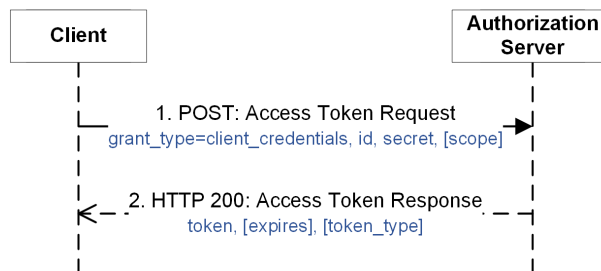 Client
Authorization
Server
1. POST: Access Token Request
grant_type=client_credentials, id, secret, [scope]
2. HTTP 200: Access Token Response
token, [expires], [token_type]